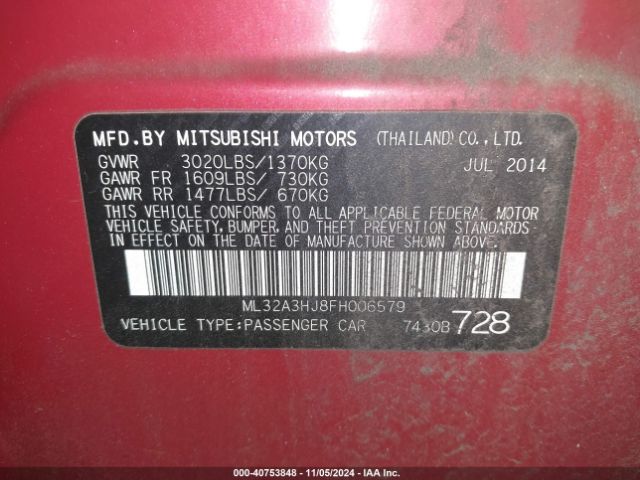 MFD.BY MITSUBISHI MOTORS (THAILAND)CO.,LTD.
GVWR 3020LBS/1370KG JUL 2014
GAWR FR 1609LBS/ 730KG
GAWR RR 1477LBS/ 670KG
THIS VEHICLE CONFORMS TO ALL APPLICABLE FEDERAL MOTOR
VEHICLE SAFETY, BUMPER, AND THEFT PREVENTION STANDARDS
IN EFFECT ON THE DATE OF MANUFACTURE SHOWN ABOVE.
ML32A3HJ8FH006579
VEHICLE TYPE:PASSENGER CAR 7430B 728
000-40753848 - 11/05/2024 - IAA Inc.